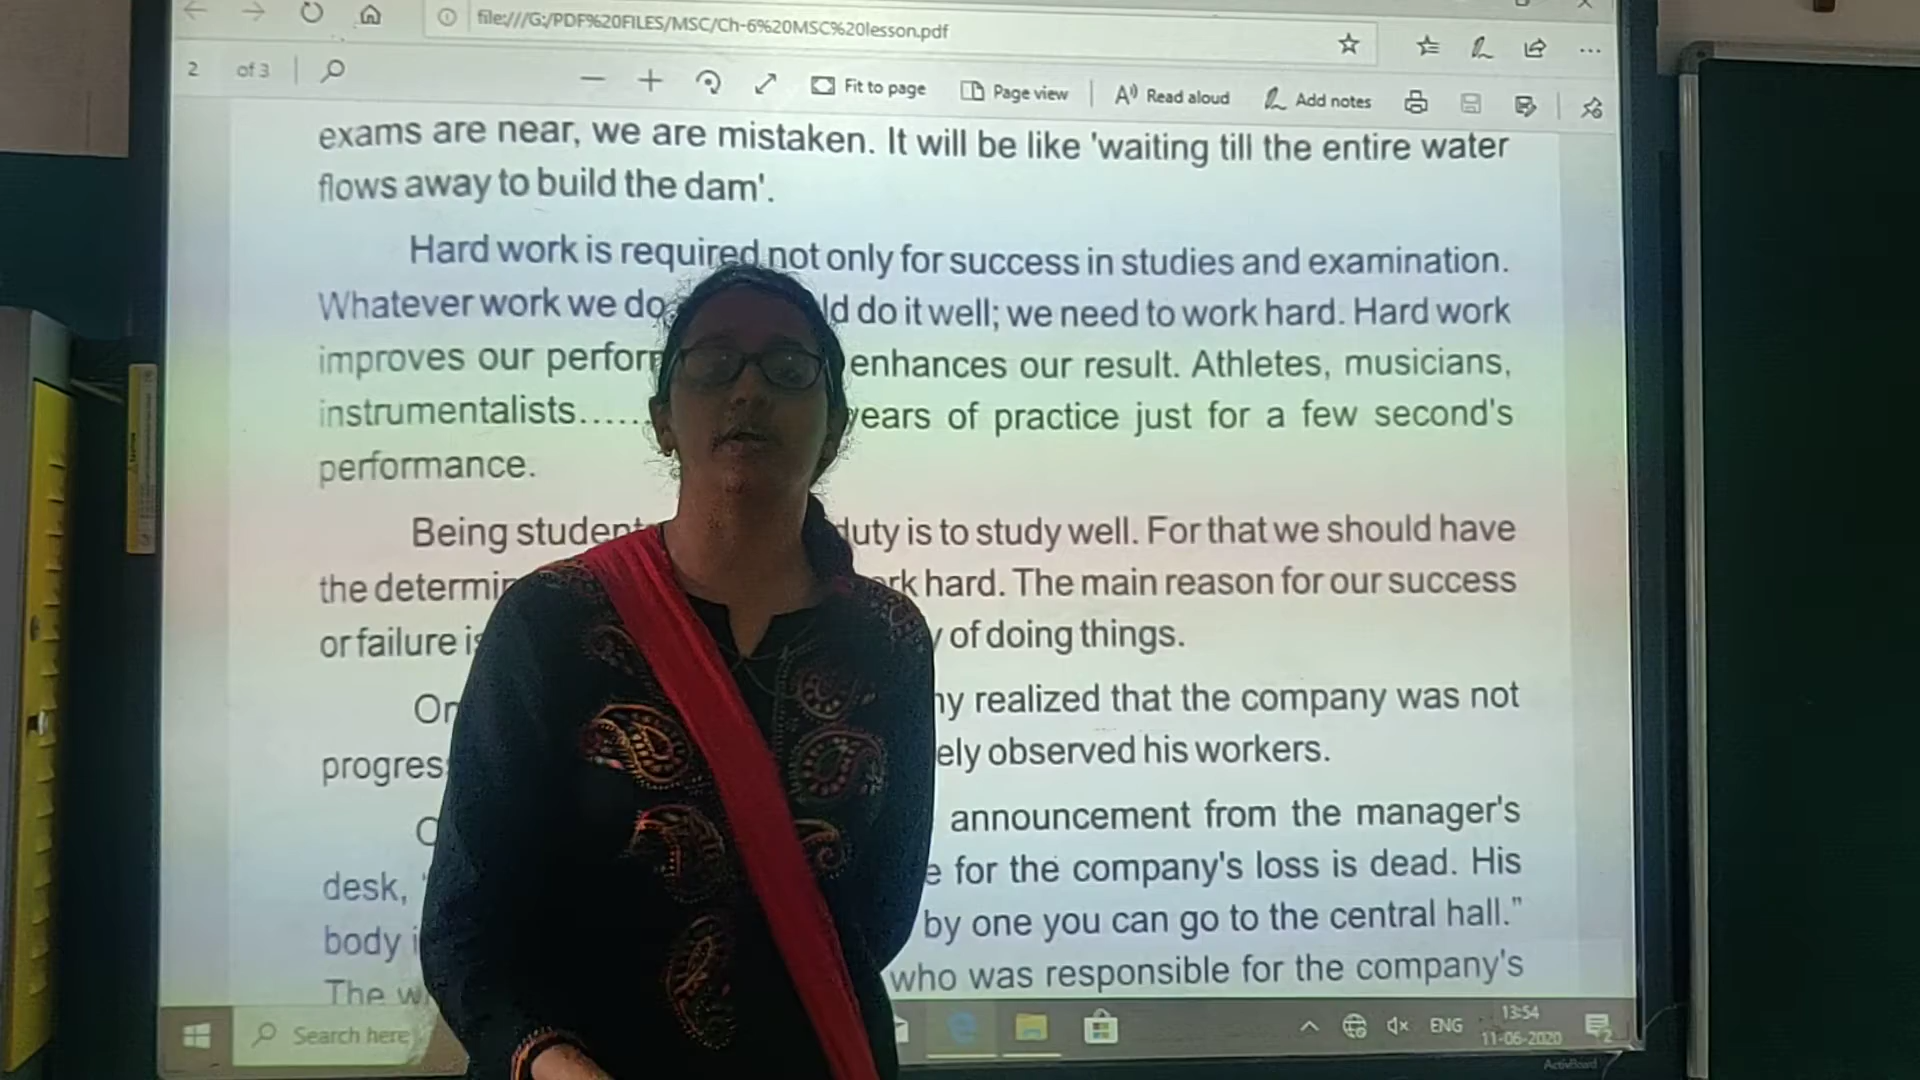 file:///G:/PDF%20FILES/MSC/Ch-6%20MSC%20lesson.pdf
2 of 3 Fit to page Page view Read aloud Add notes
exams are near, we are mistaken. It will be like 'waiting till the entire water
flows away to build the dam'.
Hard work is required not only for success in studies and examination.
Whatever work we do ld do it well; we need to work hard. Hard work
improves our perfor enhances our result. Athletes, musicians,
instrumentalists...... years of practice just for a few second's
performance.
Being student duty is to study well. For that we should have
the determin rk hard. The main reason for our success
or failure is y of doing things.
On ny realized that the company was not
progres ely observed his workers.
announcement from the manager's
desk, e for the company's loss is dead. His
body i by one you can go to the central hall."
The w who was responsible for the company's
Search here ENG 13:54
11-06-2020
ActivBoard